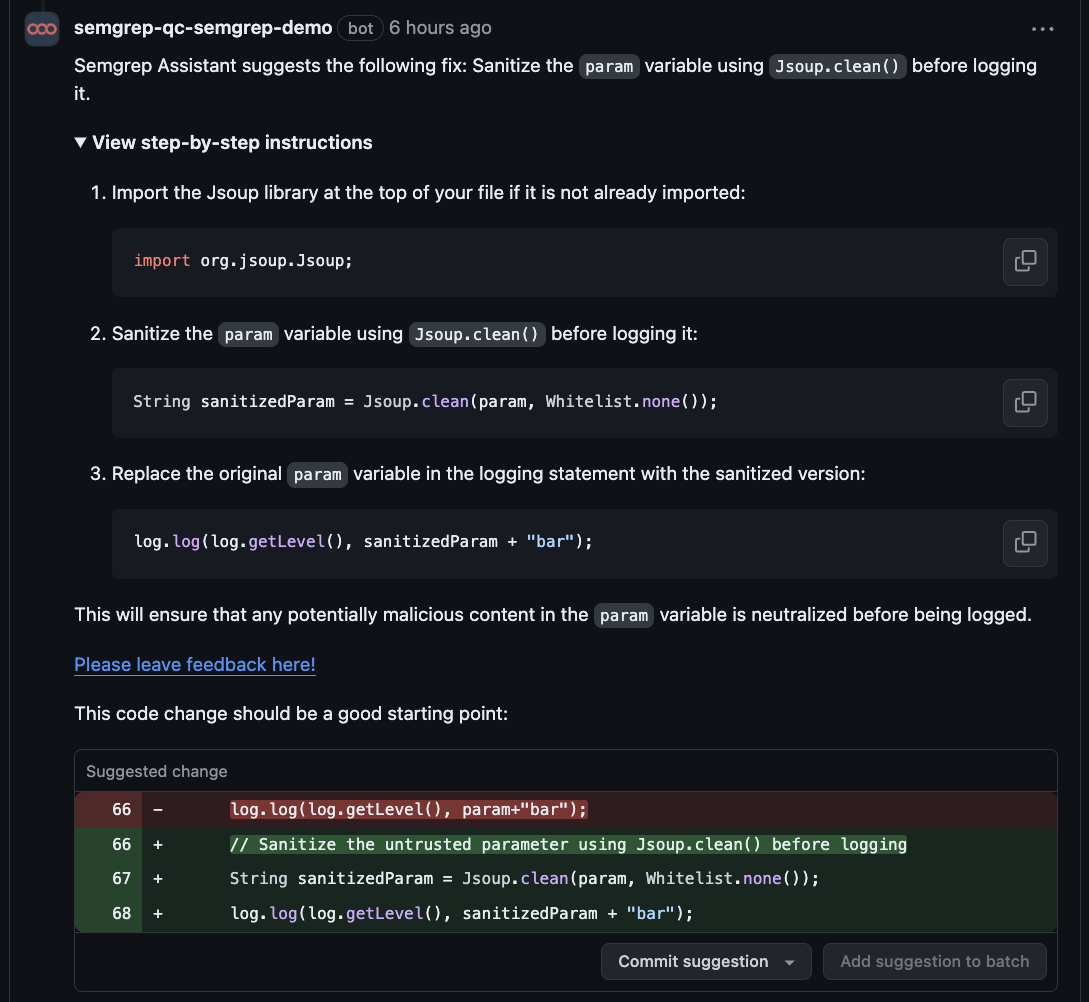 semgrep-qc-semgrep-demo bot 6 hours ago
Semgrep Assistant suggests the following fix: Sanitize the param variable using Jsoup.clean() before logging
it.
▼ View step-by-step instructions
1. Import the Jsoup library at the top of your file if it is not already imported:
import org.jsoup.Jsoup;
2. Sanitize the param variable using Jsoup.clean() before logging it:
String sanitizedParam = Jsoup.clean(param, Whitelist.none());
3. Replace the original param variable in the logging statement with the sanitized version:
log.log(log.getLevel(), sanitizedParam + "bar");
This will ensure that any potentially malicious content in the param variable is neutralized before being logged.
Please leave feedback here!
This code change should be a good starting point:
Suggested change
66 - log.log(log.getLevel(), param+"bar");
66 + // Sanitize the untrusted parameter using Jsoup.clean() before logging
67 + String sanitizedParam = Jsoup.clean(param, Whitelist.none());
68 + log.log(log.getLevel(), sanitizedParam + "bar");
Commit suggestion Add suggestion to batch